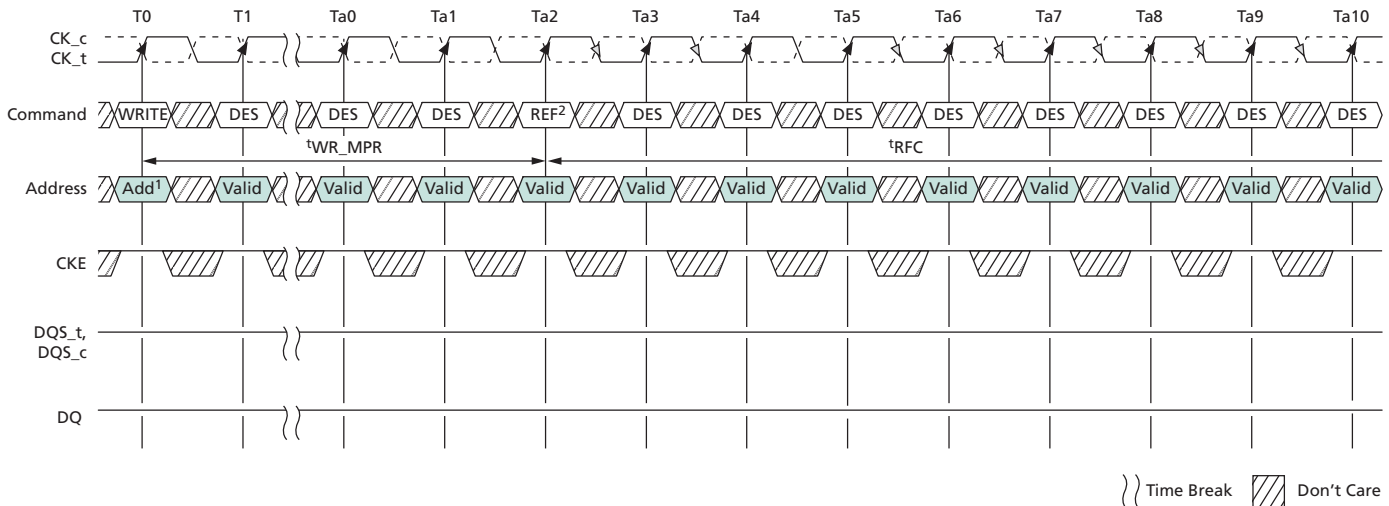 T0 T1 Ta0 Ta1 Ta2 Ta3 Ta4 Ta5 Ta6 Ta7 Ta8 Ta9 Ta10
CK_c
CK_t
Command WRITE DES DES DES REF2 DES DES DES DES DES DES DES DES
tWR_MPR tRFC
Address Add1 Valid Valid Valid Valid Valid Valid Valid Valid Valid Valid Valid Valid
CKE
DQS_t,
DQS_c
DQ
Time Break Don't Care